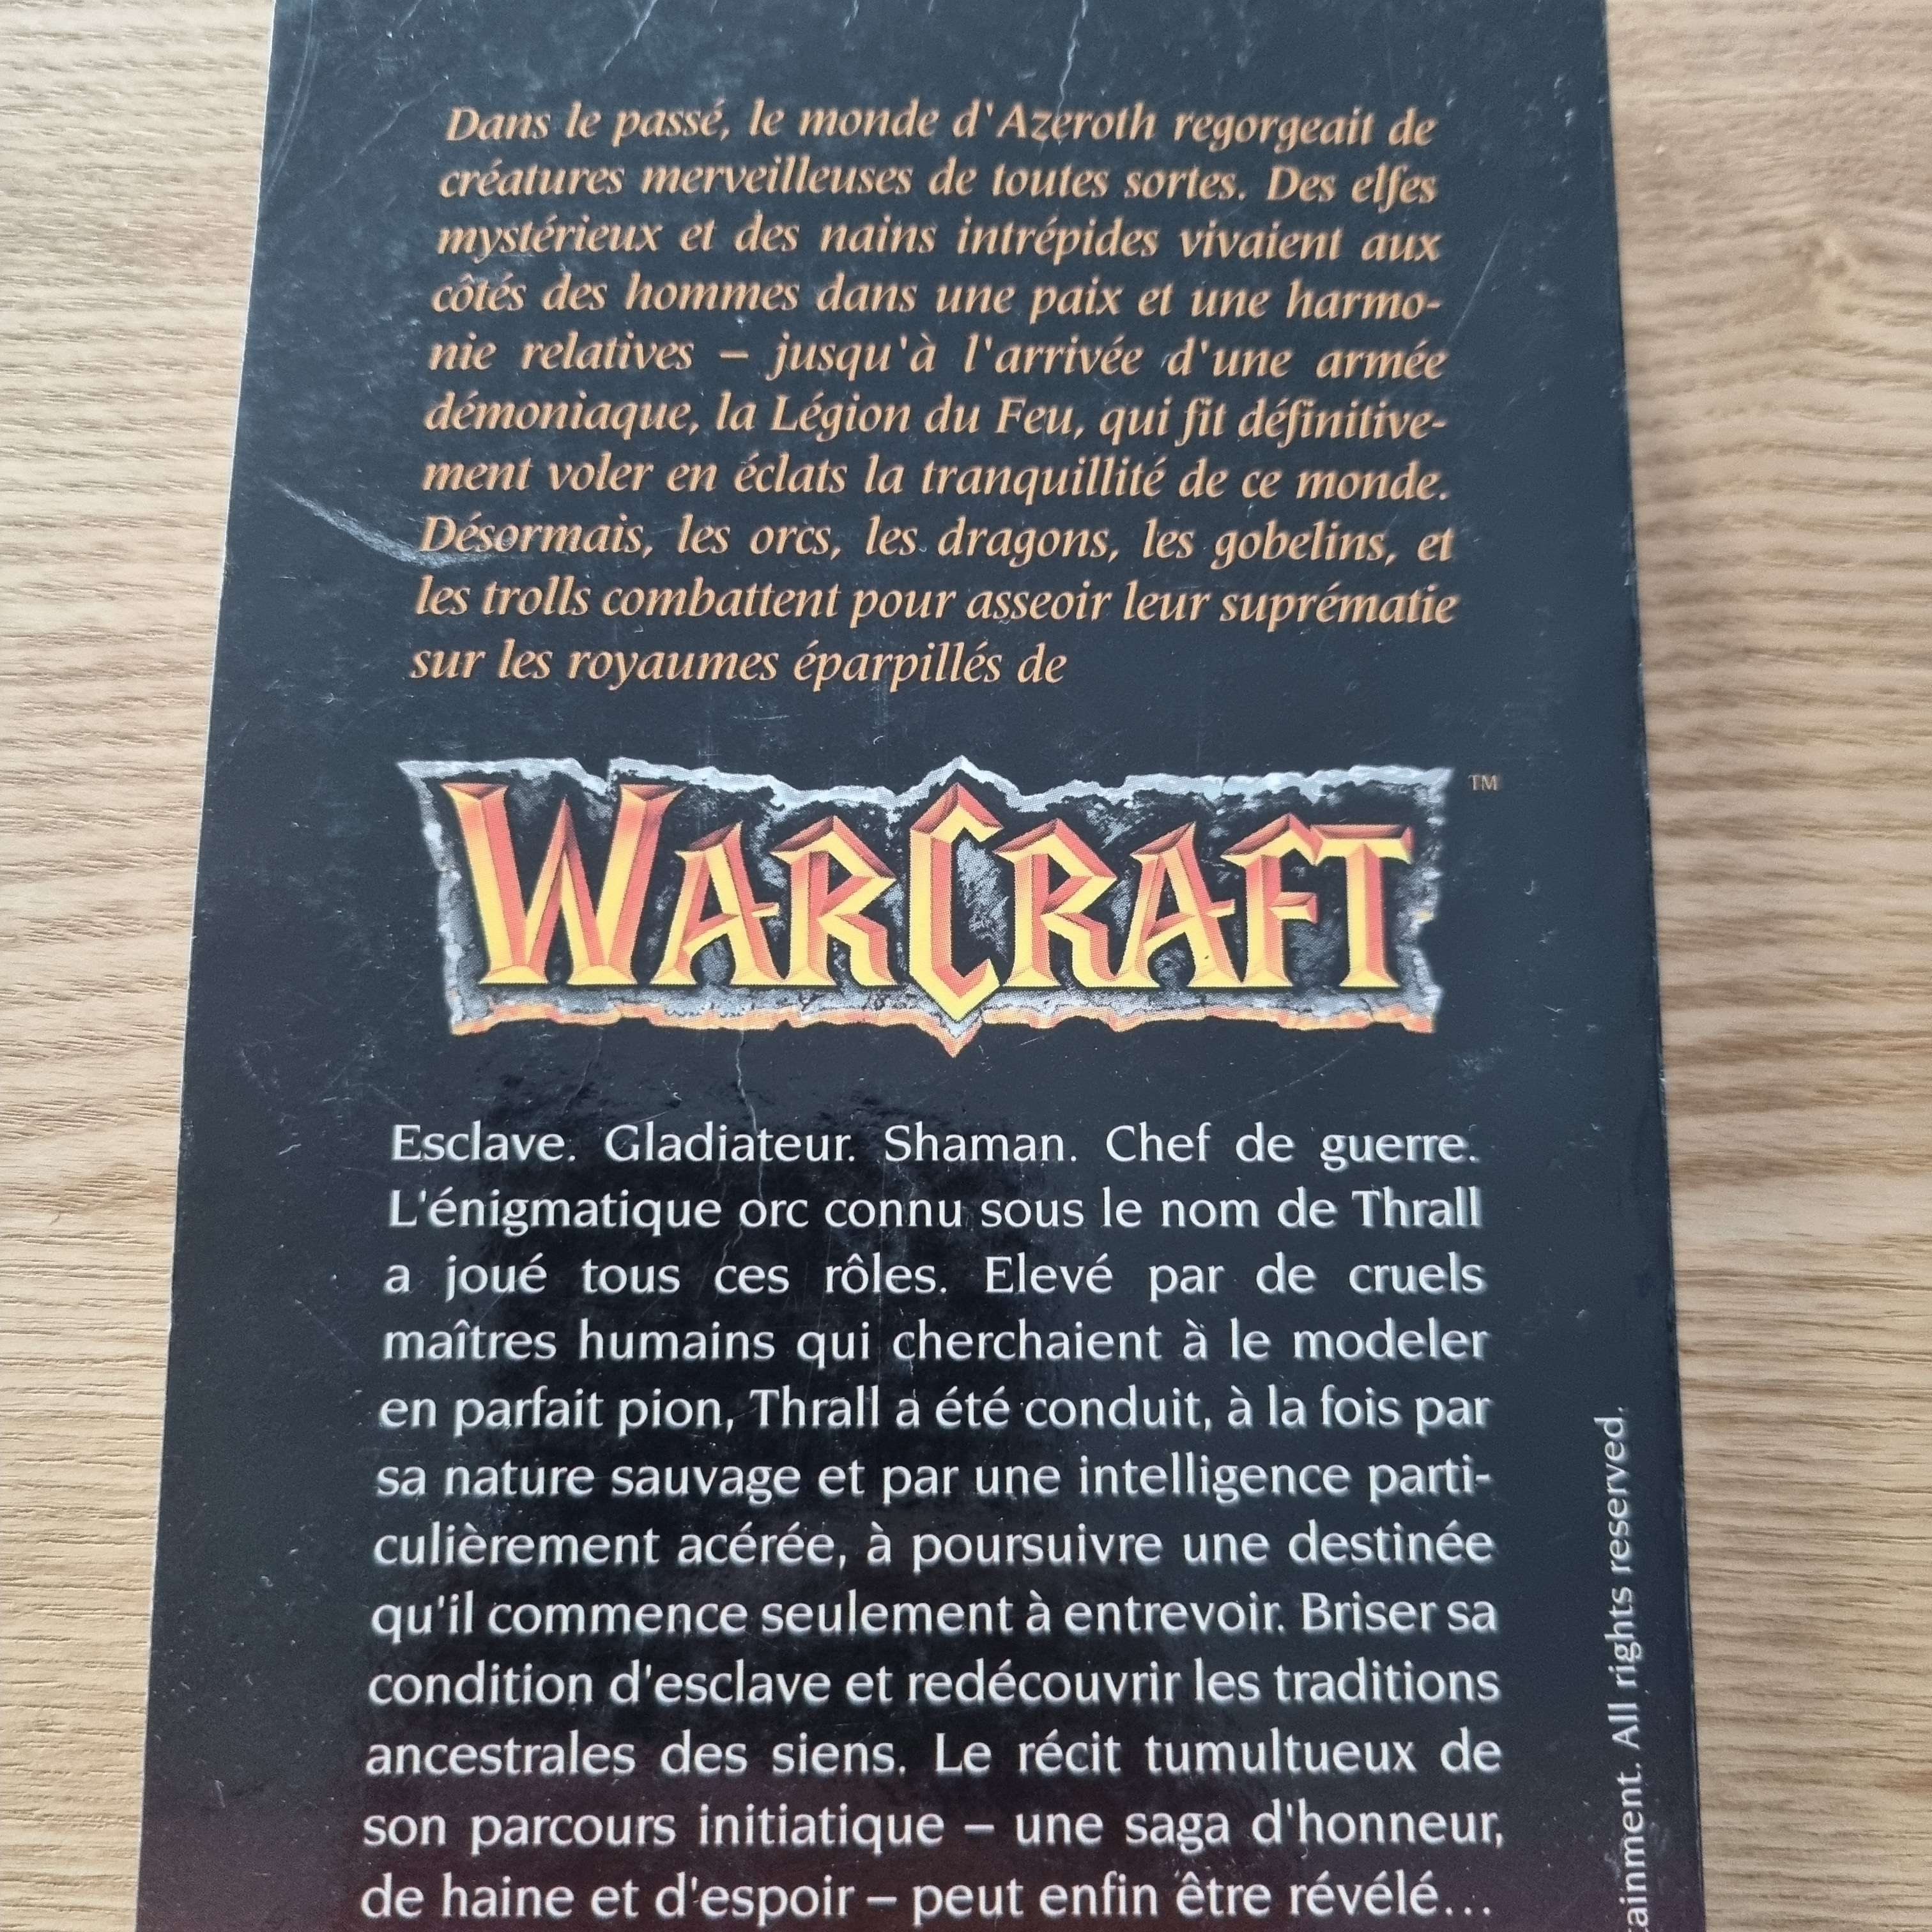 Dans le passé, le monde d'Azeroth regorgeait de
créatures merveilleuses de toutes sortes. Des elfes
mystérieux et des nains intrépides vivaient aux
côtés des hommes dans une paix et une harmo-
nie relatives – jusqu'à l'arrivée d'une armée
démoniaque, la Légion du Feu, qui fit définitive-
ment voler en éclats la tranquillité de ce monde.
Désormais, les orcs, les dragons, les gobelins, et
les trolls combattent pour asseoir leur suprématie
sur les royaumes éparpillés de
WARCRAFT ™
Esclave. Gladiateur. Shaman. Chef de guerre.
L'énigmatique orc connu sous le nom de Thrall
a joué tous ces rôles. Elevé par de cruels
maîtres humains qui cherchaient à le modeler
en parfait pion, Thrall a été conduit, à la fois par
sa nature sauvage et par une intelligence parti-
culièrement acérée, à poursuivre une destinée
qu'il commence seulement à entrevoir. Briser sa
condition d'esclave et redécouvrir les traditions
ancestrales des siens. Le récit tumultueux de
son parcours initiatique – une saga d'honneur,
de haine et d'espoir – peut enfin être révélé...
tainment. All rights reserved.